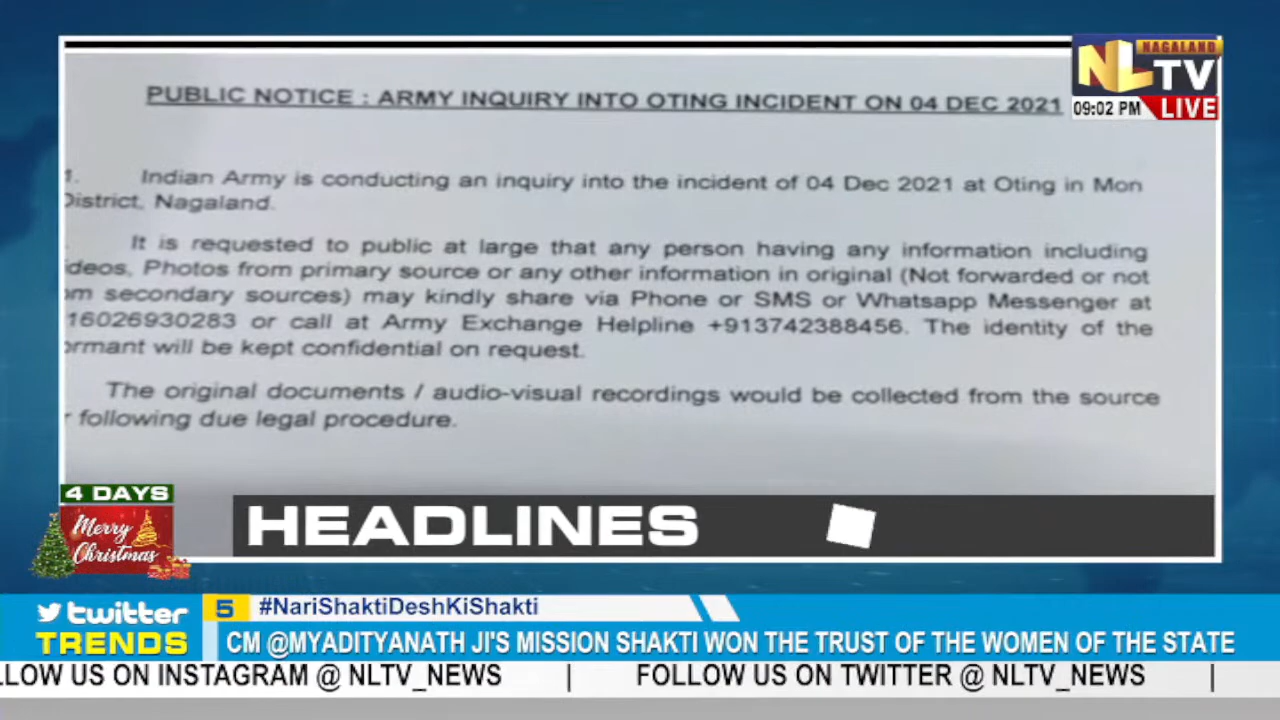 PUBLIC NOTICE : ARMY INQUIRY INTO OTING INCIDENT ON 04 DEC 2021
NAGALAND
NLTV
09:02 PM LIVE
1. Indian Army is conducting an inquiry into the incident of 04 Dec 2021 at Oting in Mon
District, Nagaland.
It is requested to public at large that any person having any information including
ideos, Photos from primary source or any other information in original (Not forwarded or not
om secondary sources) may kindly share via Phone or SMS or Whatsapp Messenger at
16026930283 or call at Army Exchange Helpline +913742388456. The identity of the
ormant will be kept confidential on request.
The original documents / audio-visual recordings would be collected from the source
r following due legal procedure.
4 DAYS
Merry
Christmas
HEADLINES
twitter
TRENDS
5 #NariShaktiDeshKiShakti
CM @MYADITYANATH JI'S MISSION SHAKTI WON THE TRUST OF THE WOMEN OF THE STATE
LLOW US ON INSTAGRAM @ NLTV_NEWS | FOLLOW US ON TWITTER @ NLTV_NEWS |